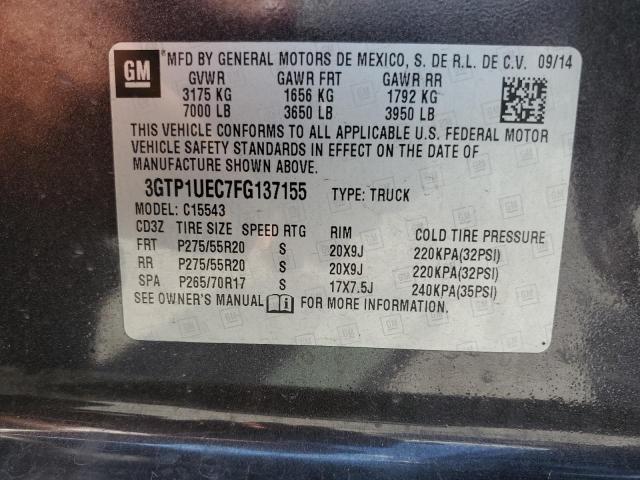 GM
*MFD BY GENERAL MOTORS DE MEXICO, S. DE R.L. DE C.V. 09/14
GVWR GAWR FRT GAWR RR
3175 KG 1656 KG 1792 KG
7000 LB 3650 LB 3950 LB
THIS VEHICLE CONFORMS TO ALL APPLICABLE U.S. FEDERAL MOTOR
VEHICLE SAFETY STANDARDS IN EFFECT ON THE DATE OF
MANUFACTURE SHOWN ABOVE.
3GTP1UEC7FG137155 TYPE: TRUCK
MODEL: C15543
CD3Z TIRE SIZE SPEED RTG RIM COLD TIRE PRESSURE
FRT P275/55R20 S 20X9J 220KPA(32PSI)
RR P275/55R20 S 20X9J 220KPA(32PSI)
SPA P265/70R17 S 17X7.5J 240KPA(35PSI)
SEE OWNER'S MANUAL FOR MORE INFORMATION.